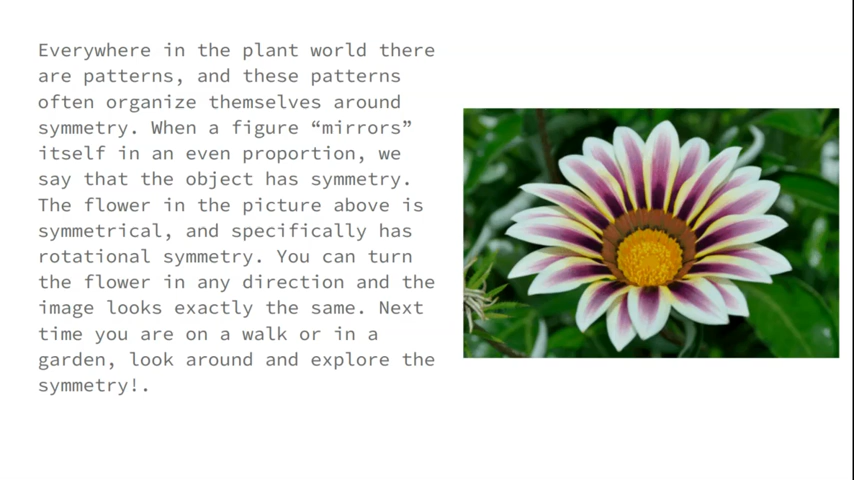 Everywhere in the plant world there
are patterns, and these patterns
often organize themselves around
symmetry. When a figure “mirrors”
itself in an even proportion, we
say that the object has symmetry.
The flower in the picture above is
symmetrical, and specifically has
rotational symmetry. You can turn
the flower in any direction and the
image looks exactly the same. Next
time you are on a walk or in a
garden, look around and explore the
symmetry!.